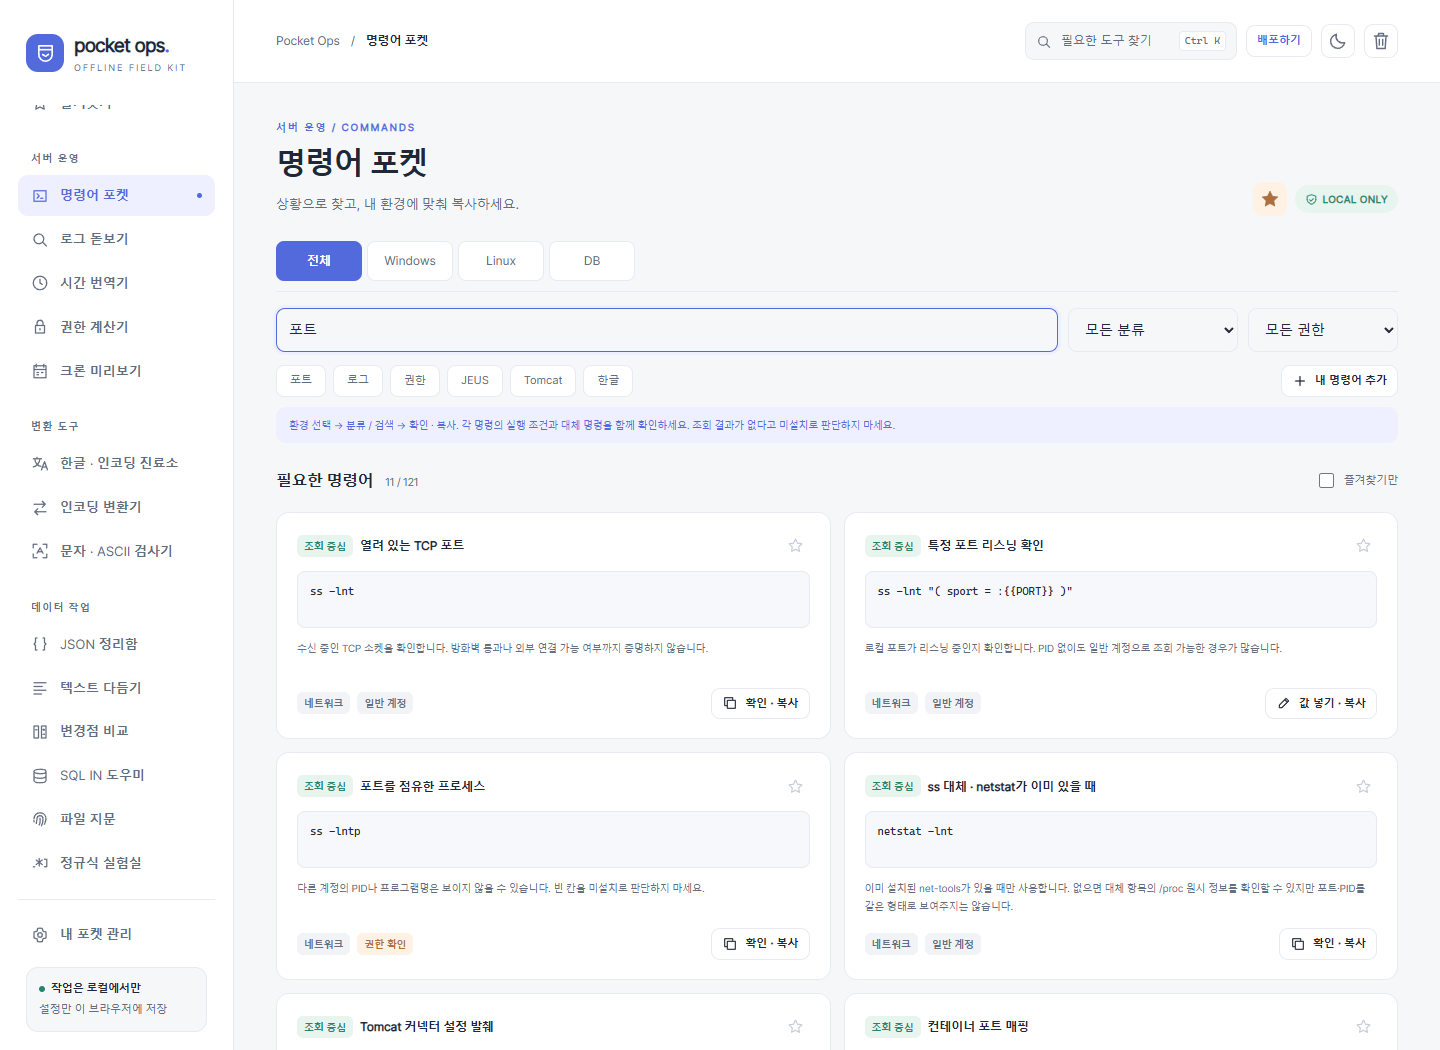 pocket ops.
OFFLINE FIELD KIT
서버 운영
명령어 포켓
로그 돋보기
시간 번역기
권한 계산기
크론 미리보기
변환 도구
한글 · 인코딩 진료소
인코딩 변환기
문자 · ASCII 검사기
데이터 작업
JSON 정리함
텍스트 다듬기
변경점 비교
SQL IN 도우미
파일 지문
정규식 실험실
내 포켓 관리
작업은 로컬에서만
설정만 이 브라우저에 저장
Pocket Ops / 명령어 포켓
필요한 도구 찾기 Ctrl K
배포하기
서버 운영 / COMMANDS
명령어 포켓
상황으로 찾고, 내 환경에 맞춰 복사하세요.
LOCAL ONLY
전체 Windows Linux DB
포트 모든 분류 모든 권한
포트 로그 권한 JEUS Tomcat 한글 내 명령어 추가
환경 선택 → 분류 / 검색 → 확인 · 복사. 각 명령의 실행 조건과 대체 명령을 함께 확인하세요. 조회 결과가 없다고 미설치로 판단하지 마세요.
필요한 명령어 11 / 121 즐겨찾기만
조회 중심 열려 있는 TCP 포트
ss -lnt
수신 중인 TCP 소켓을 확인합니다. 방화벽 통과나 외부 연결 가능 여부까지 증명하지 않습니다.
네트워크 일반 계정 확인 · 복사
조회 중심 특정 포트 리스닝 확인
ss -lnt "( sport = :{{PORT}} )"
로컬 포트가 리스닝 중인지 확인합니다. PID 없이도 일반 계정으로 조회 가능한 경우가 많습니다.
네트워크 일반 계정 값 넣기 · 복사
조회 중심 포트를 점유한 프로세스
ss -lntp
다른 계정의 PID나 프로그램명은 보이지 않을 수 있습니다. 빈 칸을 미설치로 판단하지 마세요.
네트워크 권한 확인 확인 · 복사
조회 중심 ss 대체 · netstat가 이미 있을 때
netstat -lnt
이미 설치된 net-tools가 있을 때만 사용합니다. 없으면 대체 항목의 /proc 원시 정보를 확인할 수 있지만 포트·PID를
같은 형태로 보여주지는 않습니다.
네트워크 일반 계정 확인 · 복사
조회 중심 Tomcat 커넥터 설정 발췌
조회 중심 컨테이너 포트 매핑